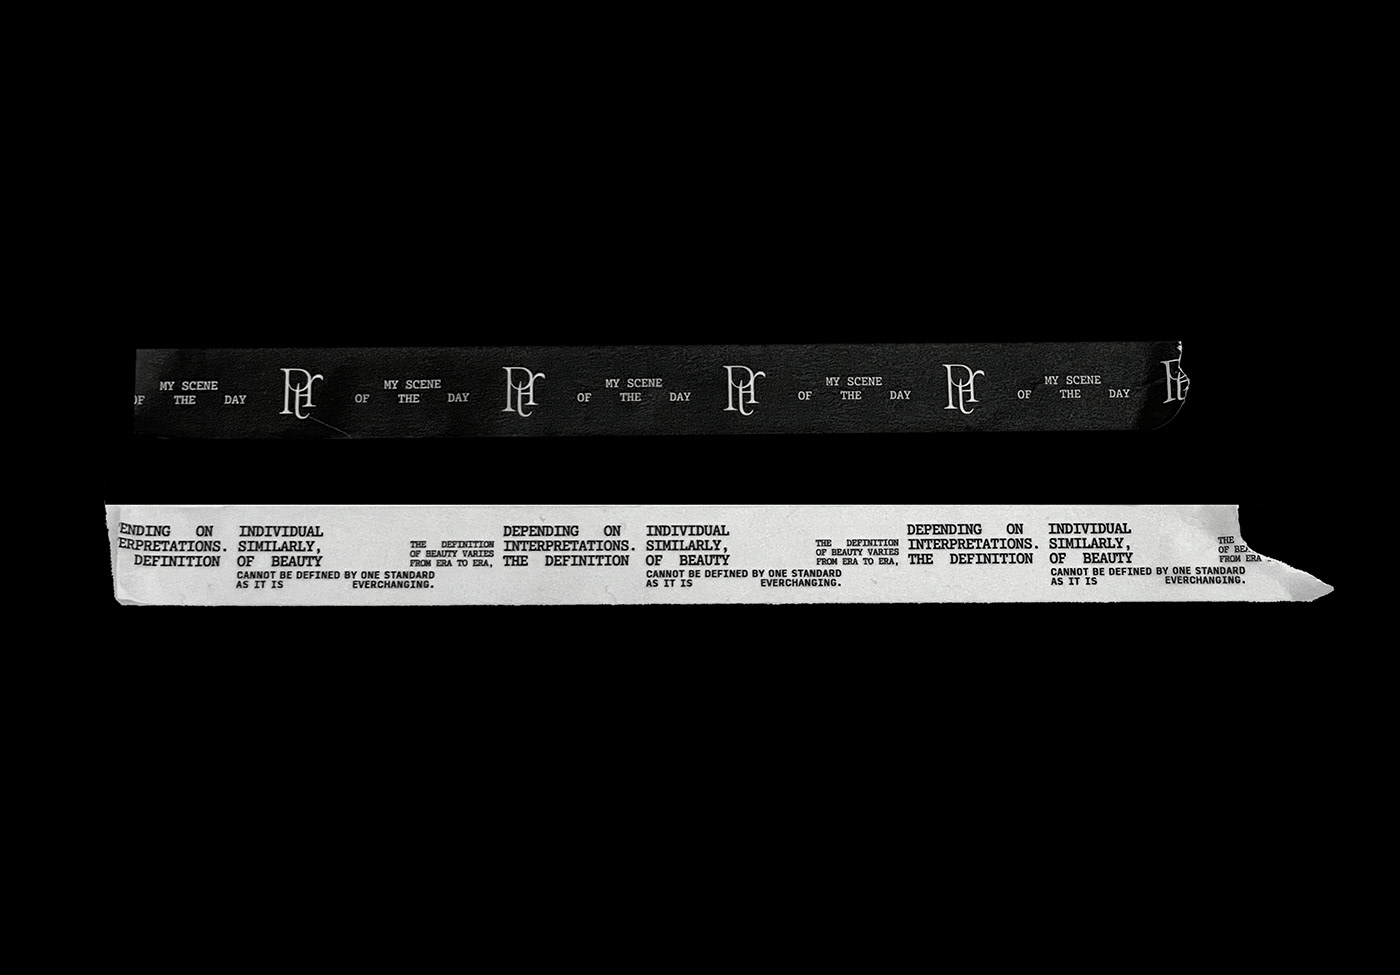 MY SCENE
OF THE DAY
MY SCENE
OF THE DAY
MY SCENE
OF THE DAY
MY SCENE
OF THE DAY
MY SCENE
OF THE DAY
ENDING ON INDIVIDUAL
ERPRETATIONS. SIMILARLY,
DEFINITION OF BEAUTY
CANNOT BE DEFINED BY ONE STANDARD
AS IT IS EVERCHANGING.
THE DEFINITION
OF BEAUTY VARIES
FROM ERA TO ERA,
DEPENDING ON INDIVIDUAL
INTERPRETATIONS. SIMILARLY,
THE DEFINITION OF BEAUTY
CANNOT BE DEFINED BY ONE STANDARD
AS IT IS EVERCHANGING.
THE DEFINITION
OF BEAUTY VARIES
FROM ERA TO ERA,
DEPENDING ON INDIVIDUAL
INTERPRETATIONS. SIMILARLY,
THE DEFINITION OF BEAUTY
CANNOT BE DEFINED BY ONE STANDARD
AS IT IS EVERCHANGING.
THE
OF BEA
FROM ERA